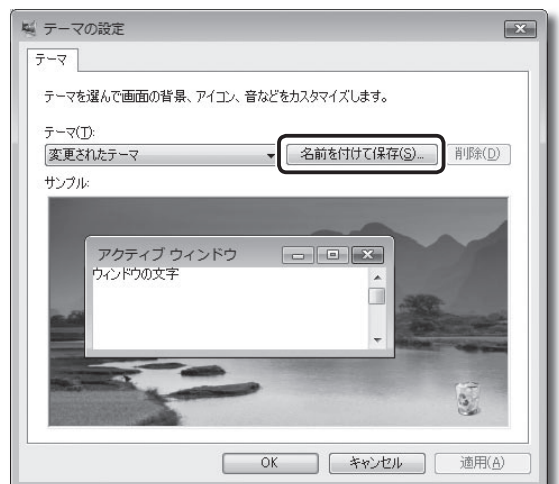 テーマの設定
テーマ
テーマを選んで画面の背景、アイコン、音などをカスタマイズします。
テーマ(T):
変更されたテーマ
名前を付けて保存(S)...
削除(D)
サンプル:
アクティブ ウィンドウ
ウィンドウの文字
OK
キャンセル
適用(A)